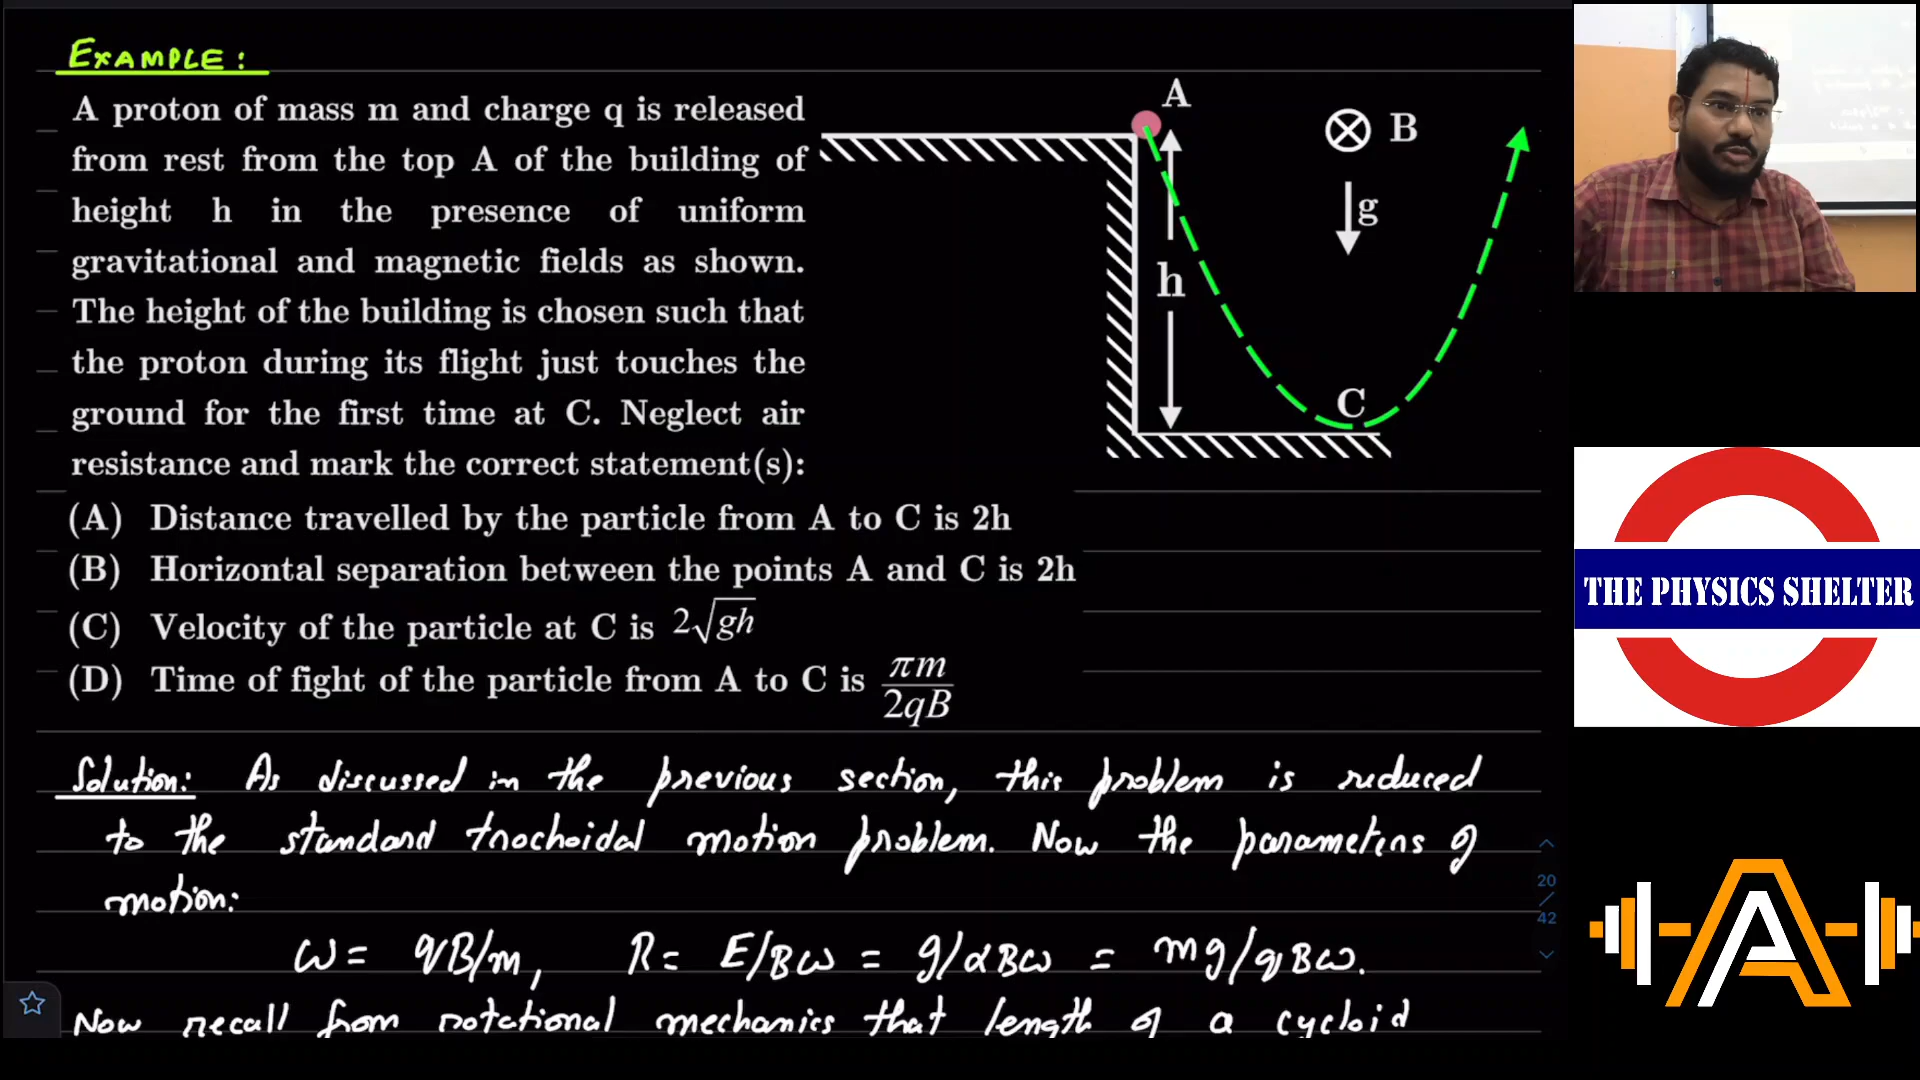 EXAMPLE:
A proton of mass m and charge q is released
from rest from the top A of the building of
height h in the presence of uniform
gravitational and magnetic fields as shown.
The height of the building is chosen such that
the proton during its flight just touches the
ground for the first time at C. Neglect air
resistance and mark the correct statement(s):
(A) Distance travelled by the particle from A to C is 2h
(B) Horizontal separation between the points A and C is 2h
(C) Velocity of the particle at C is 2√gh
(D) Time of fight of the particle from A to C is πm/2qB
A
B
g
h
C
Solution: As discussed in the previous section, this problem is reduced
to the standard trochoidal motion problem. Now the parameters of
motion:
ω = qB/m, R = E/Bω = g/αBω = mg/qBω.
Now recall from rotational mechanics that length of a cycloid
20
/
42
THE PHYSICS SHELTER